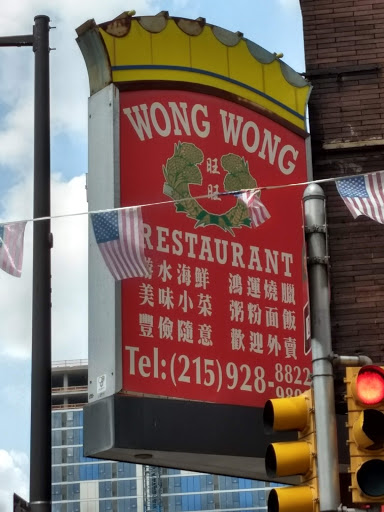 WONG WONG
旺
旺
RESTAURANT
游水海鮮 鴻運燒臘
美味小菜 粥粉面飯
豐儉隨意 歡迎外賣
Tel:(215)928-8822